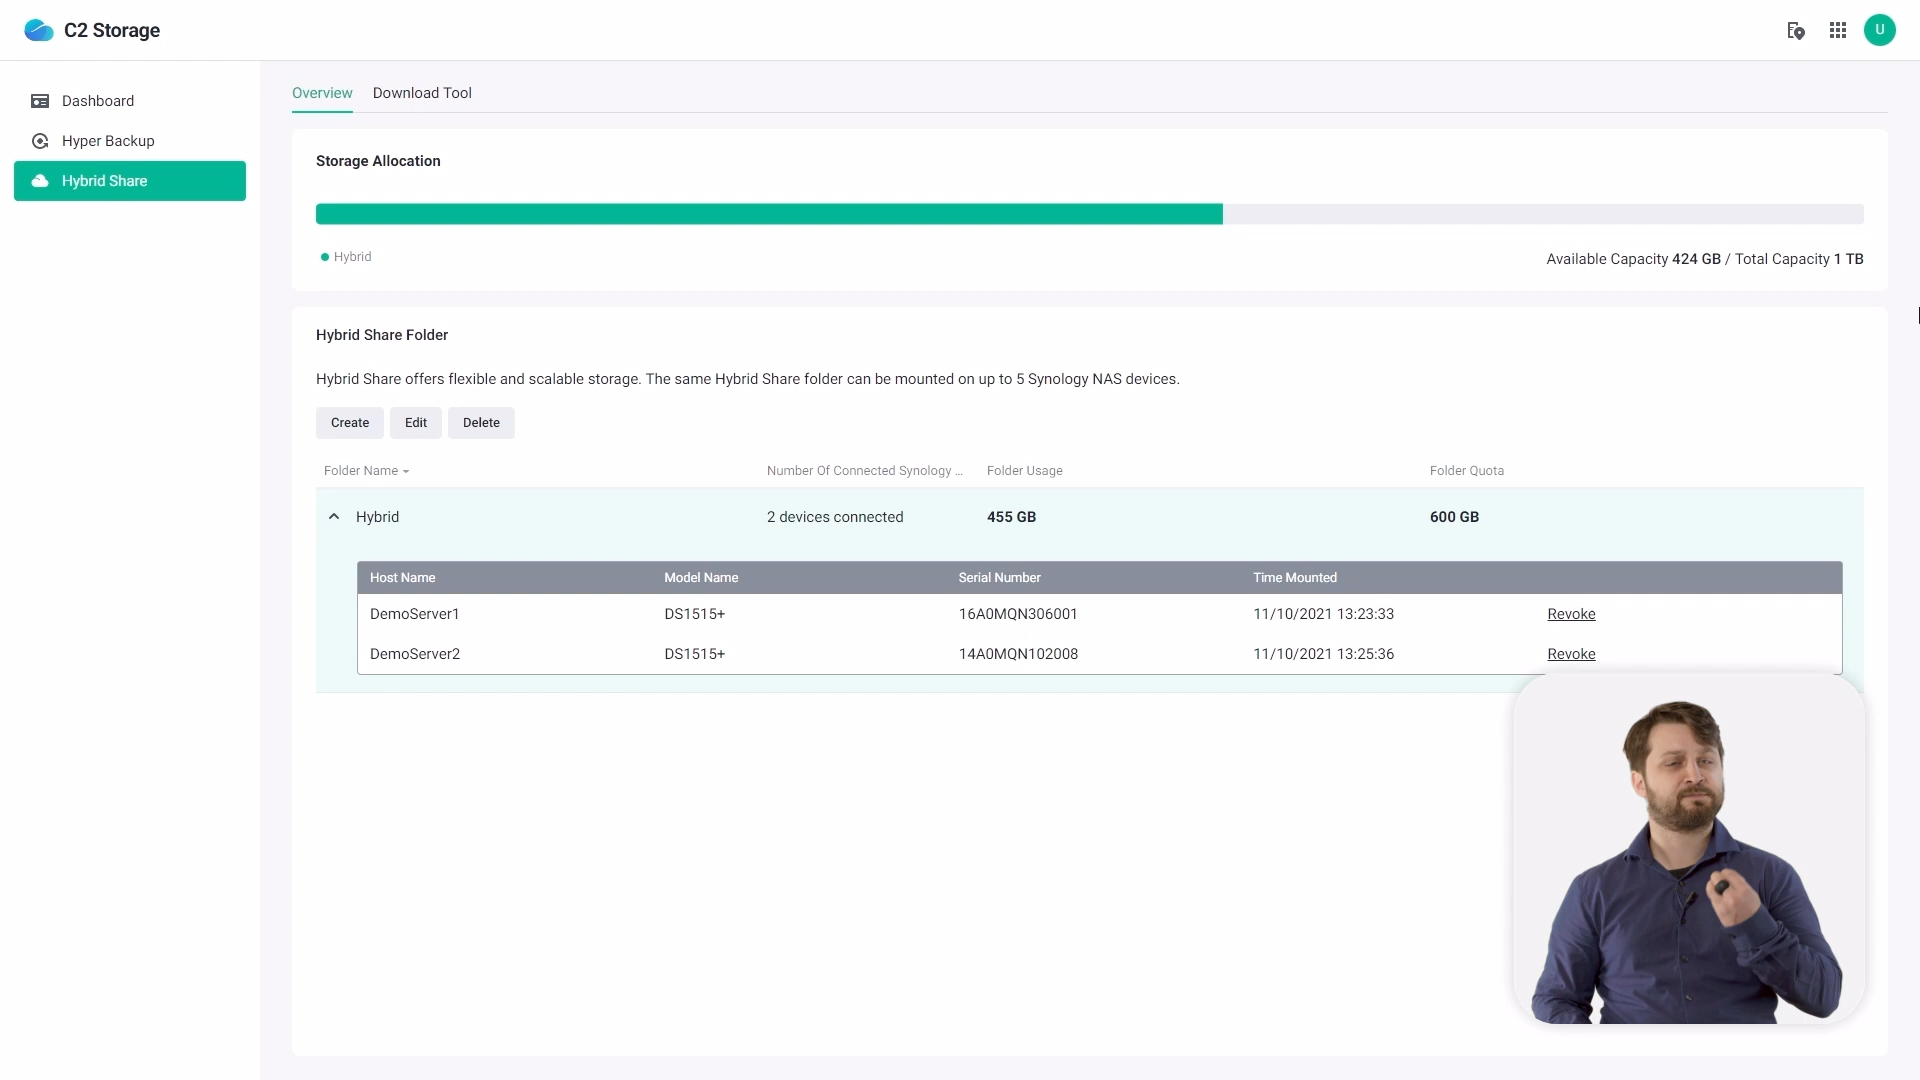 C2 Storage
U
Dashboard
Hyper Backup
Hybrid Share
Overview Download Tool
Storage Allocation
Hybrid
Available Capacity 424 GB / Total Capacity 1 TB
Hybrid Share Folder
Hybrid Share offers flexible and scalable storage. The same Hybrid Share folder can be mounted on up to 5 Synology NAS devices.
Create Edit Delete
Folder Name Number Of Connected Synology ... Folder Usage Folder Quota
Hybrid 2 devices connected 455 GB 600 GB
Host Name Model Name Serial Number Time Mounted
DemoServer1 DS1515+ 16A0MQN306001 11/10/2021 13:23:33 Revoke
DemoServer2 DS1515+ 14A0MQN102008 11/10/2021 13:25:36 Revoke